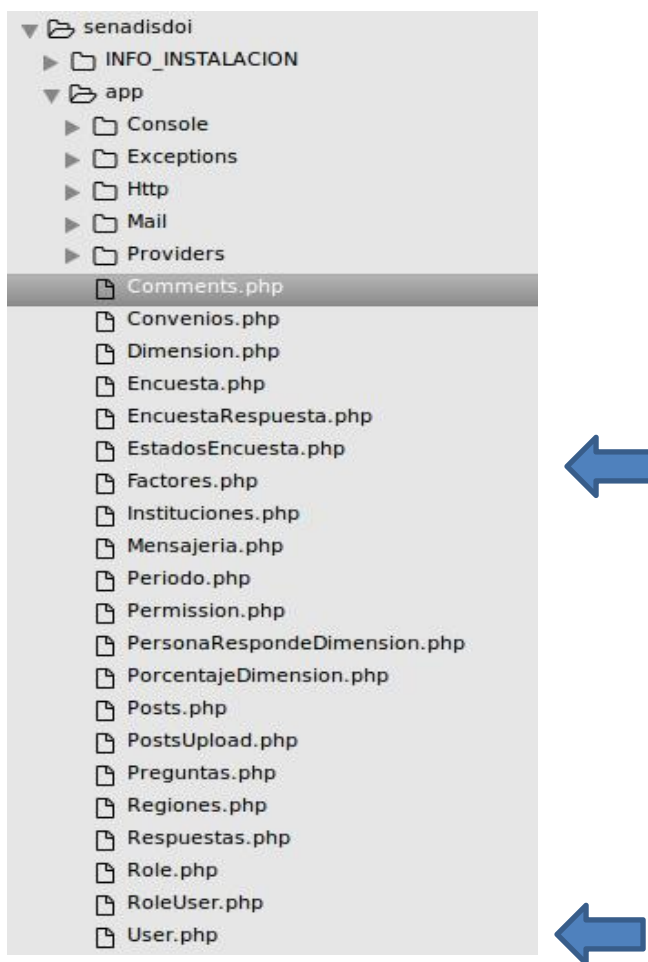 senadisdoi
INFO_INSTALACION
app
Console
Exceptions
Http
Mail
Providers
Comments.php
Convenios.php
Dimension.php
Encuesta.php
EncuestaRespuesta.php
EstadosEncuesta.php
Factores.php
Instituciones.php
Mensajeria.php
Periodo.php
Permission.php
PersonaRespondeDimension.php
PorcentajeDimension.php
Posts.php
PostsUpload.php
Preguntas.php
Regiones.php
Respuestas.php
Role.php
RoleUser.php
User.php